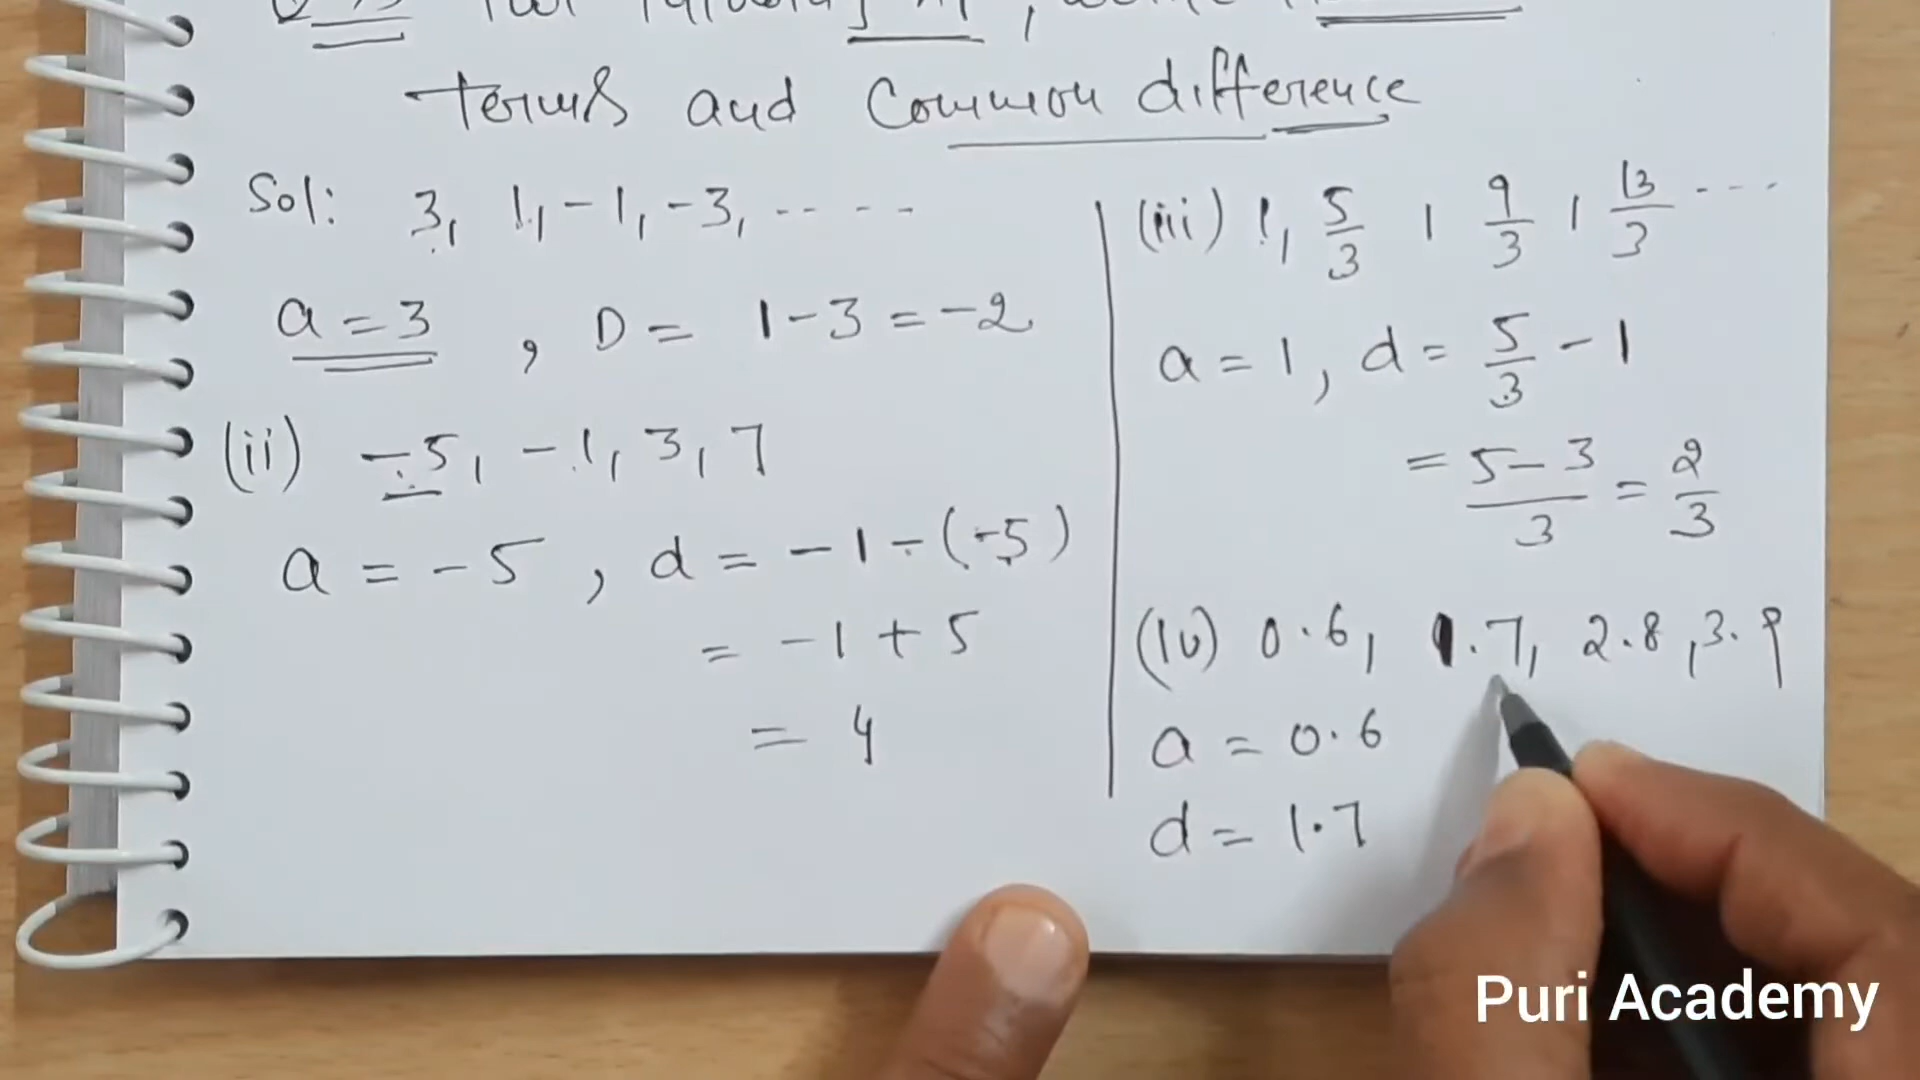 terms and Common difference
Sol: 3, 1, -1, -3, ‐‐‐‐
a = 3 , D = 1-3 = -2
(ii) -5, -1, 3, 7
a = -5 , d = -1-(-5)
= -1 + 5
= 4
(iii) 1, 5/3 , 9/3 , 13/3 ---
a = 1, d = 5/3 - 1
= 5-3/3 = 2/3
(iv) 0.6, 1.7, 2.8, 3.9
a = 0.6
d = 1.7
Puri Academy